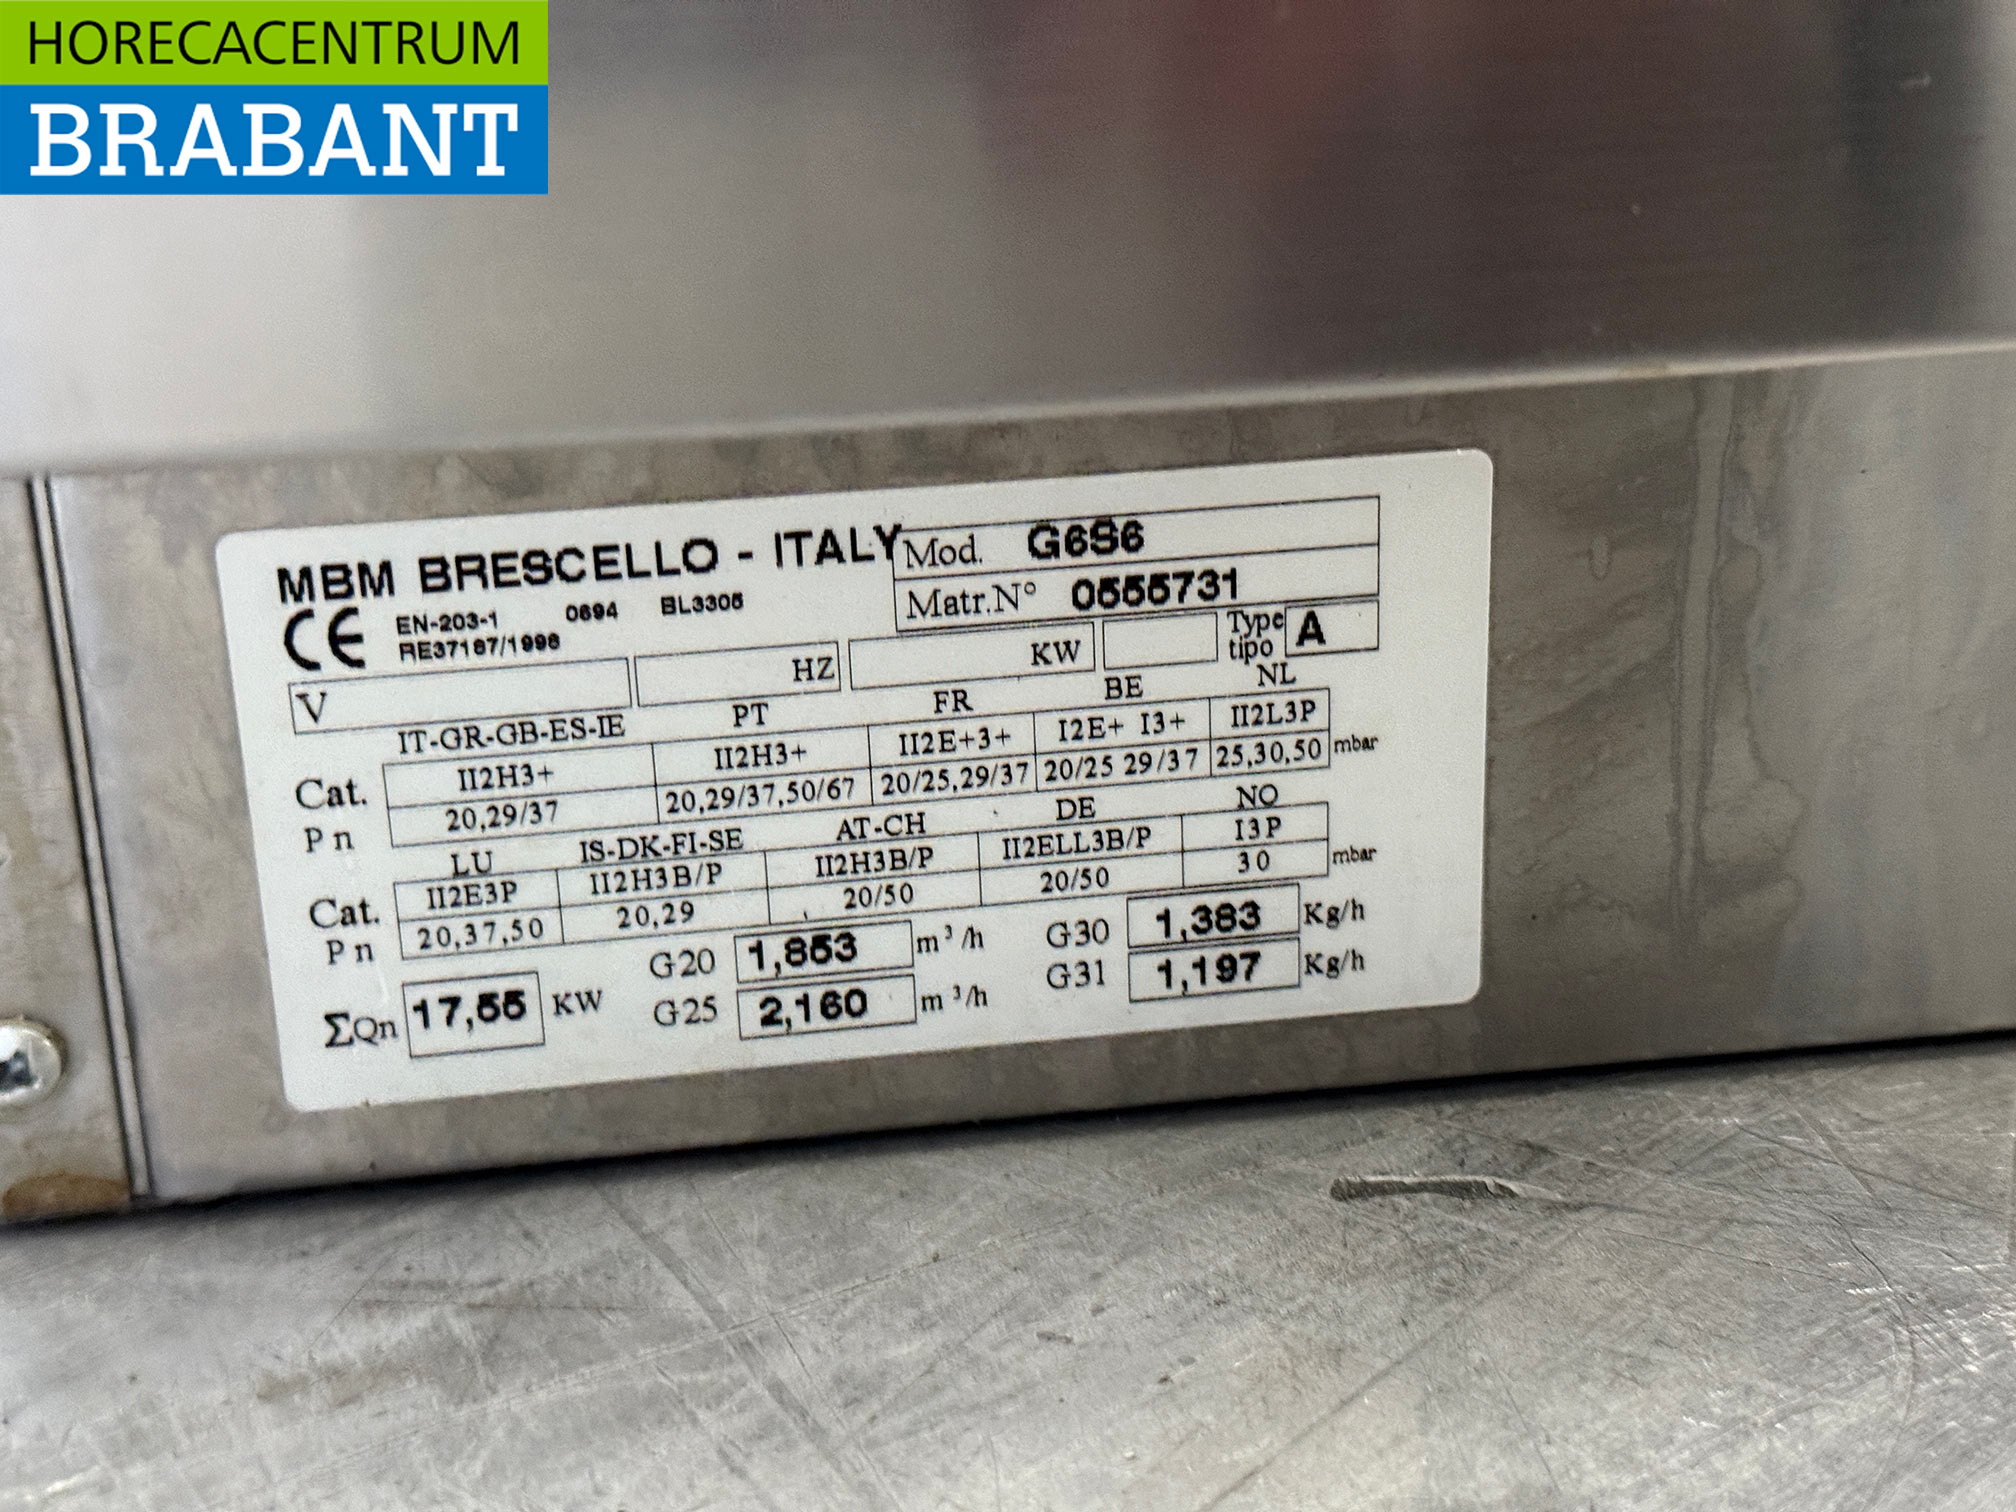 HORECACENTRUM
BRABANT
MBM BRESCELLO - ITALY
Mod. G6S6
Matr.N° 0555731
CE EN-203-1 0694 BL3305
RE37187/1998
V HZ KW Type tipo A
IT-GR-GB-ES-IE PT FR BE NL
Cat. II2H3+ II2H3+ II2E+3+ I2E+ I3+ II2L3P
Pn 20,29/37 20,29/37,50/67 20/25,29/37 20/25 29/37 25,30,50 mbar
LU IS-DK-FI-SE AT-CH DE NO
Cat. II2E3P II2H3B/P II2H3B/P II2ELL3B/P I3P
Pn 20,37,50 20,29 20/50 20/50 30 mbar
ΣQn 17,55 KW
G20 1,853 m³/h G30 1,383 Kg/h
G25 2,160 m³/h G31 1,197 Kg/h